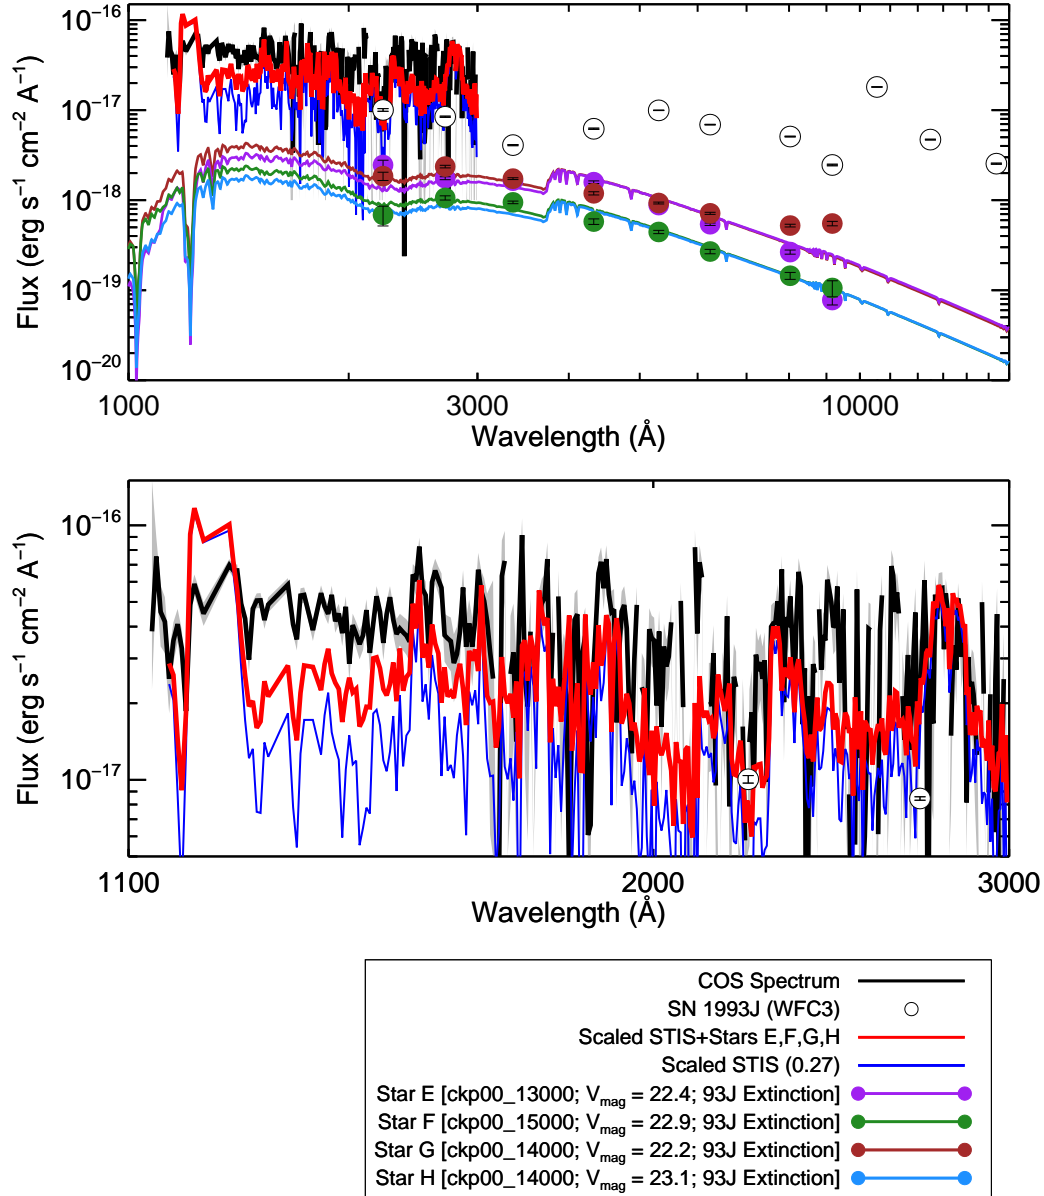 10⁻¹⁶
10⁻¹⁷
10⁻¹⁸
10⁻¹⁹
10⁻²⁰
Flux (erg s⁻¹ cm⁻² A⁻¹)
1000
3000
10000
Wavelength (Å)
10⁻¹⁶
10⁻¹⁷
Flux (erg s⁻¹ cm⁻² A⁻¹)
1100
2000
3000
Wavelength (Å)
COS Spectrum
SN 1993J (WFC3)
Scaled STIS+Stars E,F,G,H
Scaled STIS (0.27)
Star E [ckp00_13000; Vmag = 22.4; 93J Extinction]
Star F [ckp00_15000; Vmag = 22.9; 93J Extinction]
Star G [ckp00_14000; Vmag = 22.2; 93J Extinction]
Star H [ckp00_14000; Vmag = 23.1; 93J Extinction]